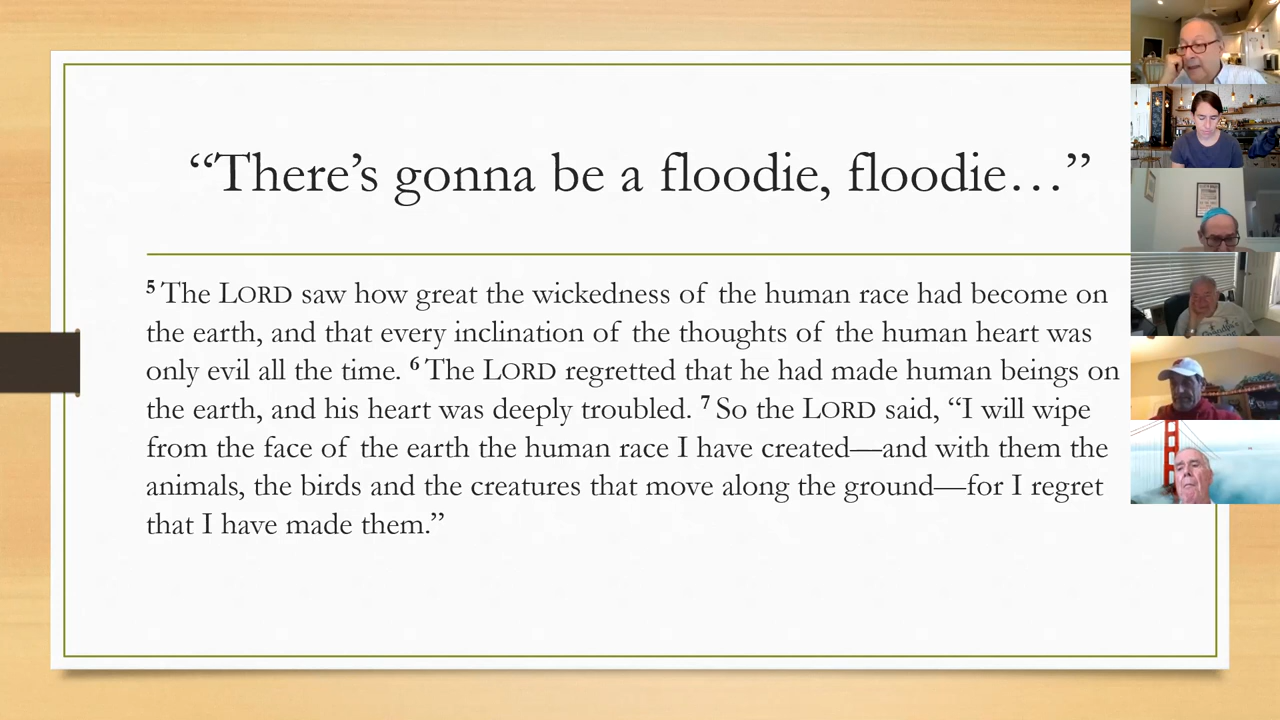 “There’s gonna be a floodie, floodie…”
⁵ The LORD saw how great the wickedness of the human race had become on
the earth, and that every inclination of the thoughts of the human heart was
only evil all the time. ⁶ The LORD regretted that he had made human beings on
the earth, and his heart was deeply troubled. ⁷ So the LORD said, “I will wipe
from the face of the earth the human race I have created—and with them the
animals, the birds and the creatures that move along the ground—for I regret
that I have made them.”